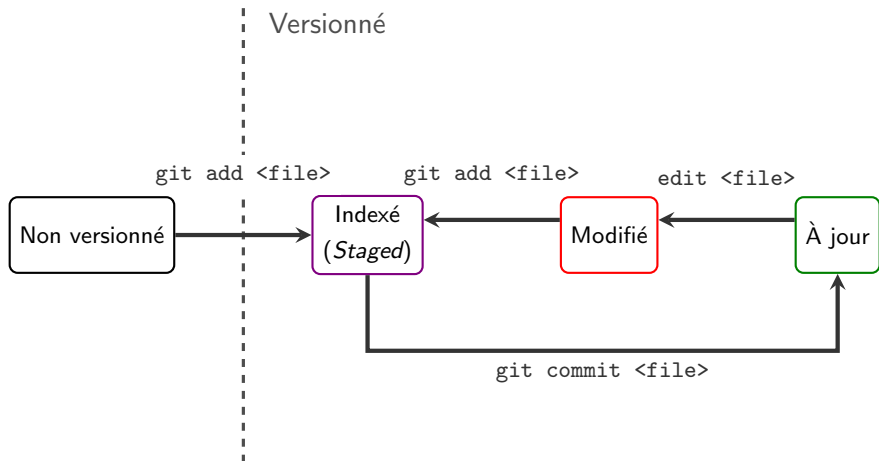 Versionné
git add <file>
git add <file>
edit <file>
Non versionné
Indexé
(Staged)
Modifié
À jour
git commit <file>